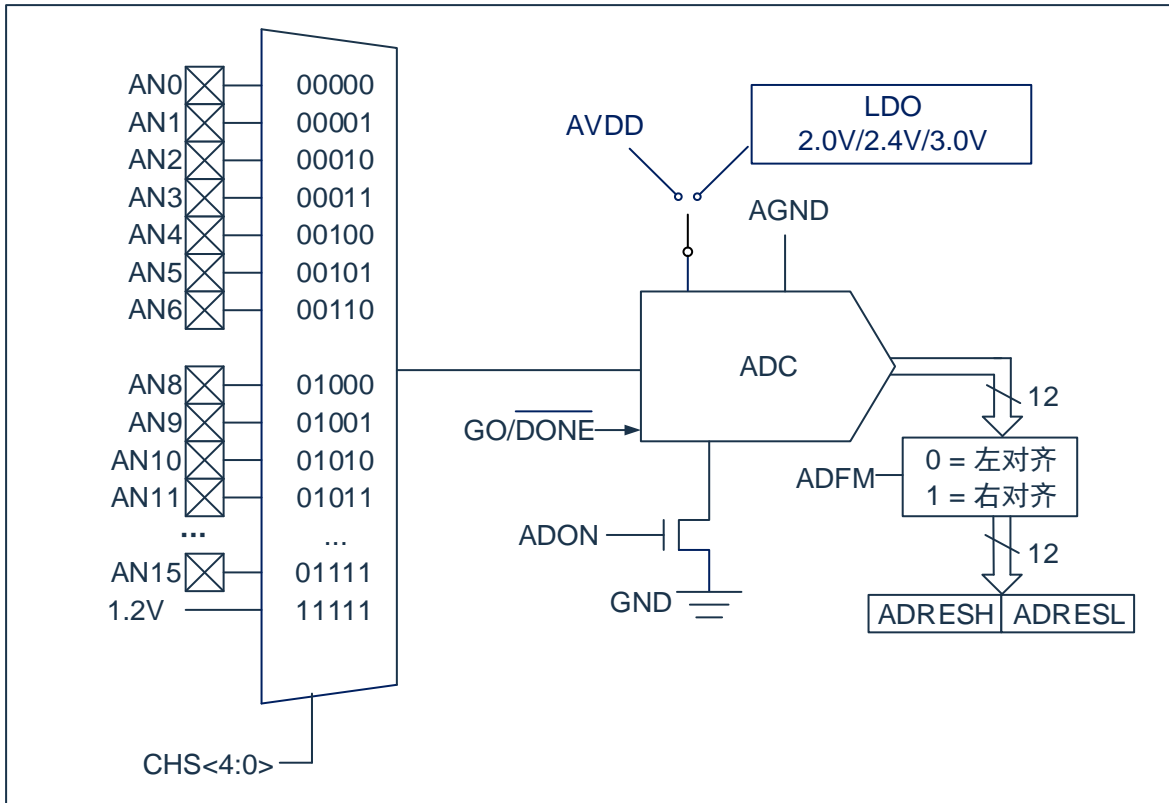 AN0 00000
AN1 00001
AN2 00010
AN3 00011
AN4 00100
AN5 00101
AN6 00110
AN8 01000
AN9 01001
AN10 01010
AN11 01011
... ...
AN15 01111
1.2V 11111
CHS<4:0>
AVDD
LDO
2.0V/2.4V/3.0V
AGND
ADC
GO/DONE
12
ADFM
0 = 左对齐
1 = 右对齐
ADON
12
GND
ADRESH ADRESL